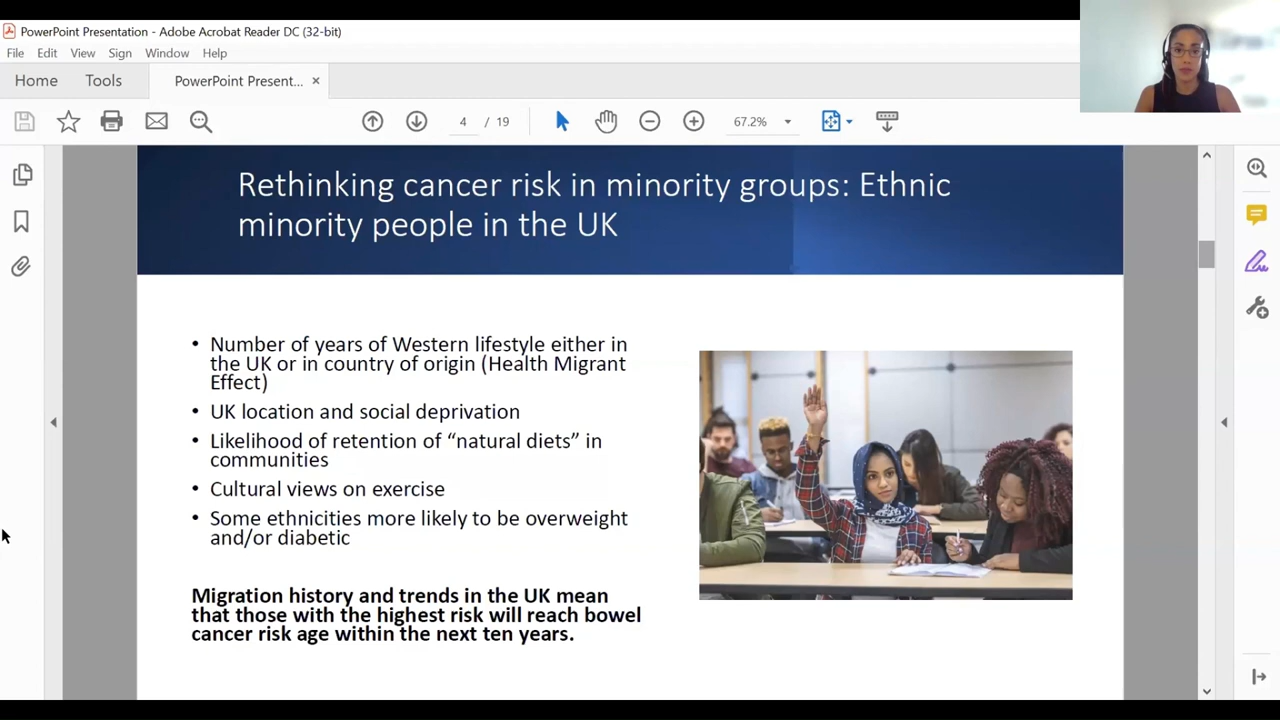 PowerPoint Presentation - Adobe Acrobat Reader DC (32-bit)
File Edit View Sign Window Help
Home Tools PowerPoint Present... ×
4 / 19 67.2%
Rethinking cancer risk in minority groups: Ethnic
minority people in the UK
• Number of years of Western lifestyle either in
the UK or in country of origin (Health Migrant
Effect)
• UK location and social deprivation
• Likelihood of retention of “natural diets” in
communities
• Cultural views on exercise
• Some ethnicities more likely to be overweight
and/or diabetic
Migration history and trends in the UK mean
that those with the highest risk will reach bowel
cancer risk age within the next ten years.